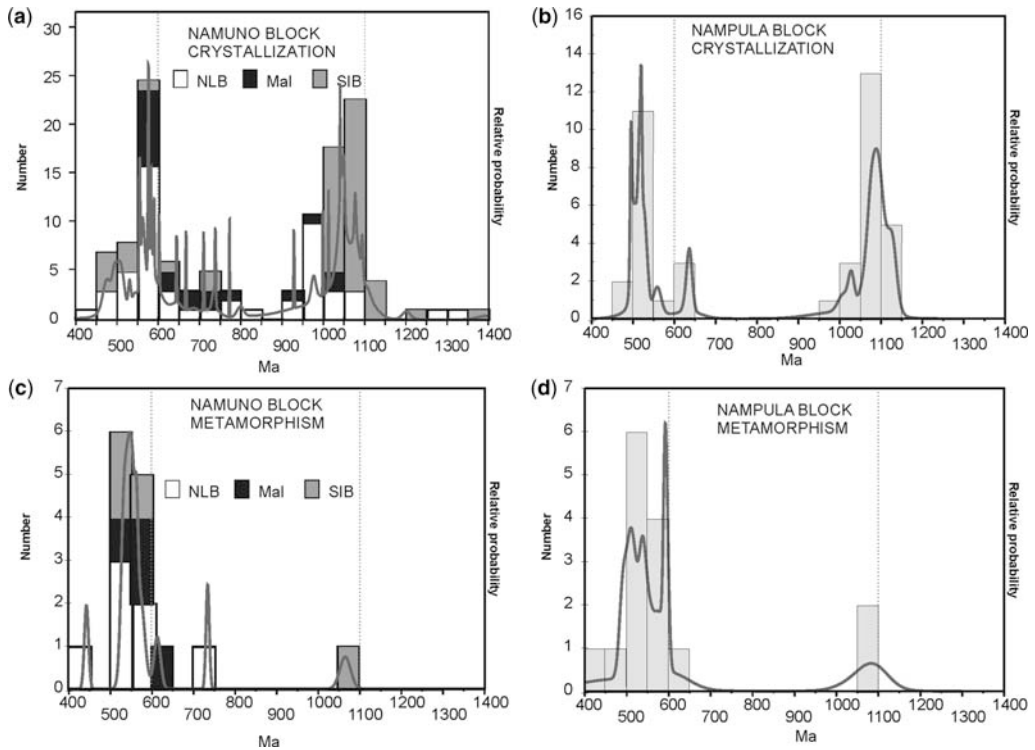 (a)
NAMUNO BLOCK
CRYSTALLIZATION
NLB Mal SIB
Number
Relative probability
30
25
20
15
10
5
0
400 500 600 700 800 900 1000 1100 1200 1300 1400
Ma
(b)
NAMPULA BLOCK
CRYSTALLIZATION
Number
Relative probability
16
14
12
10
8
6
4
2
0
400 500 600 700 800 900 1000 1100 1200 1300 1400
Ma
(c)
NAMUNO BLOCK
METAMORPHISM
NLB Mal SIB
Number
Relative probability
7
6
5
4
3
2
1
0
400 500 600 700 800 900 1000 1100 1200 1300 1400
Ma
(d)
NAMPULA BLOCK
METAMORPHISM
Number
Relative probability
7
6
5
4
3
2
1
0
400 500 600 700 800 900 1000 1100 1200 1300 1400
Ma